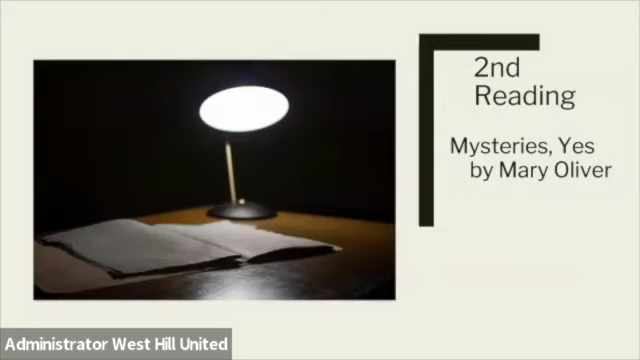 2nd
Reading
Mysteries, Yes
by Mary Oliver
Administrator West Hill United